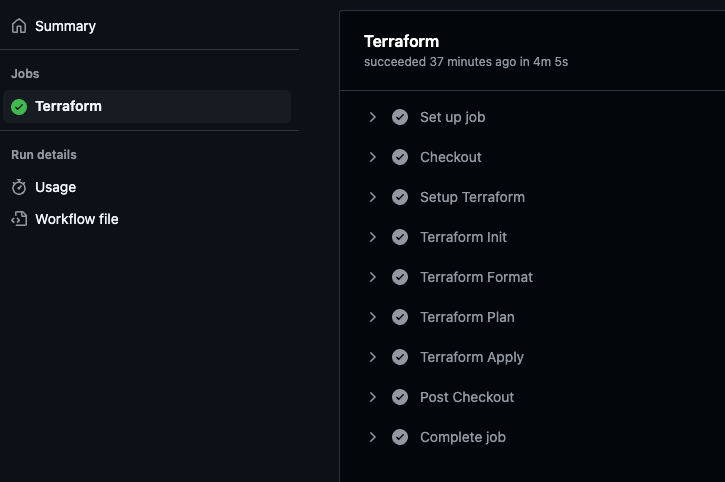 Summary
Jobs
Terraform
Run details
Usage
Workflow file
Terraform
succeeded 37 minutes ago in 4m 5s
Set up job
Checkout
Setup Terraform
Terraform Init
Terraform Format
Terraform Plan
Terraform Apply
Post Checkout
Complete job